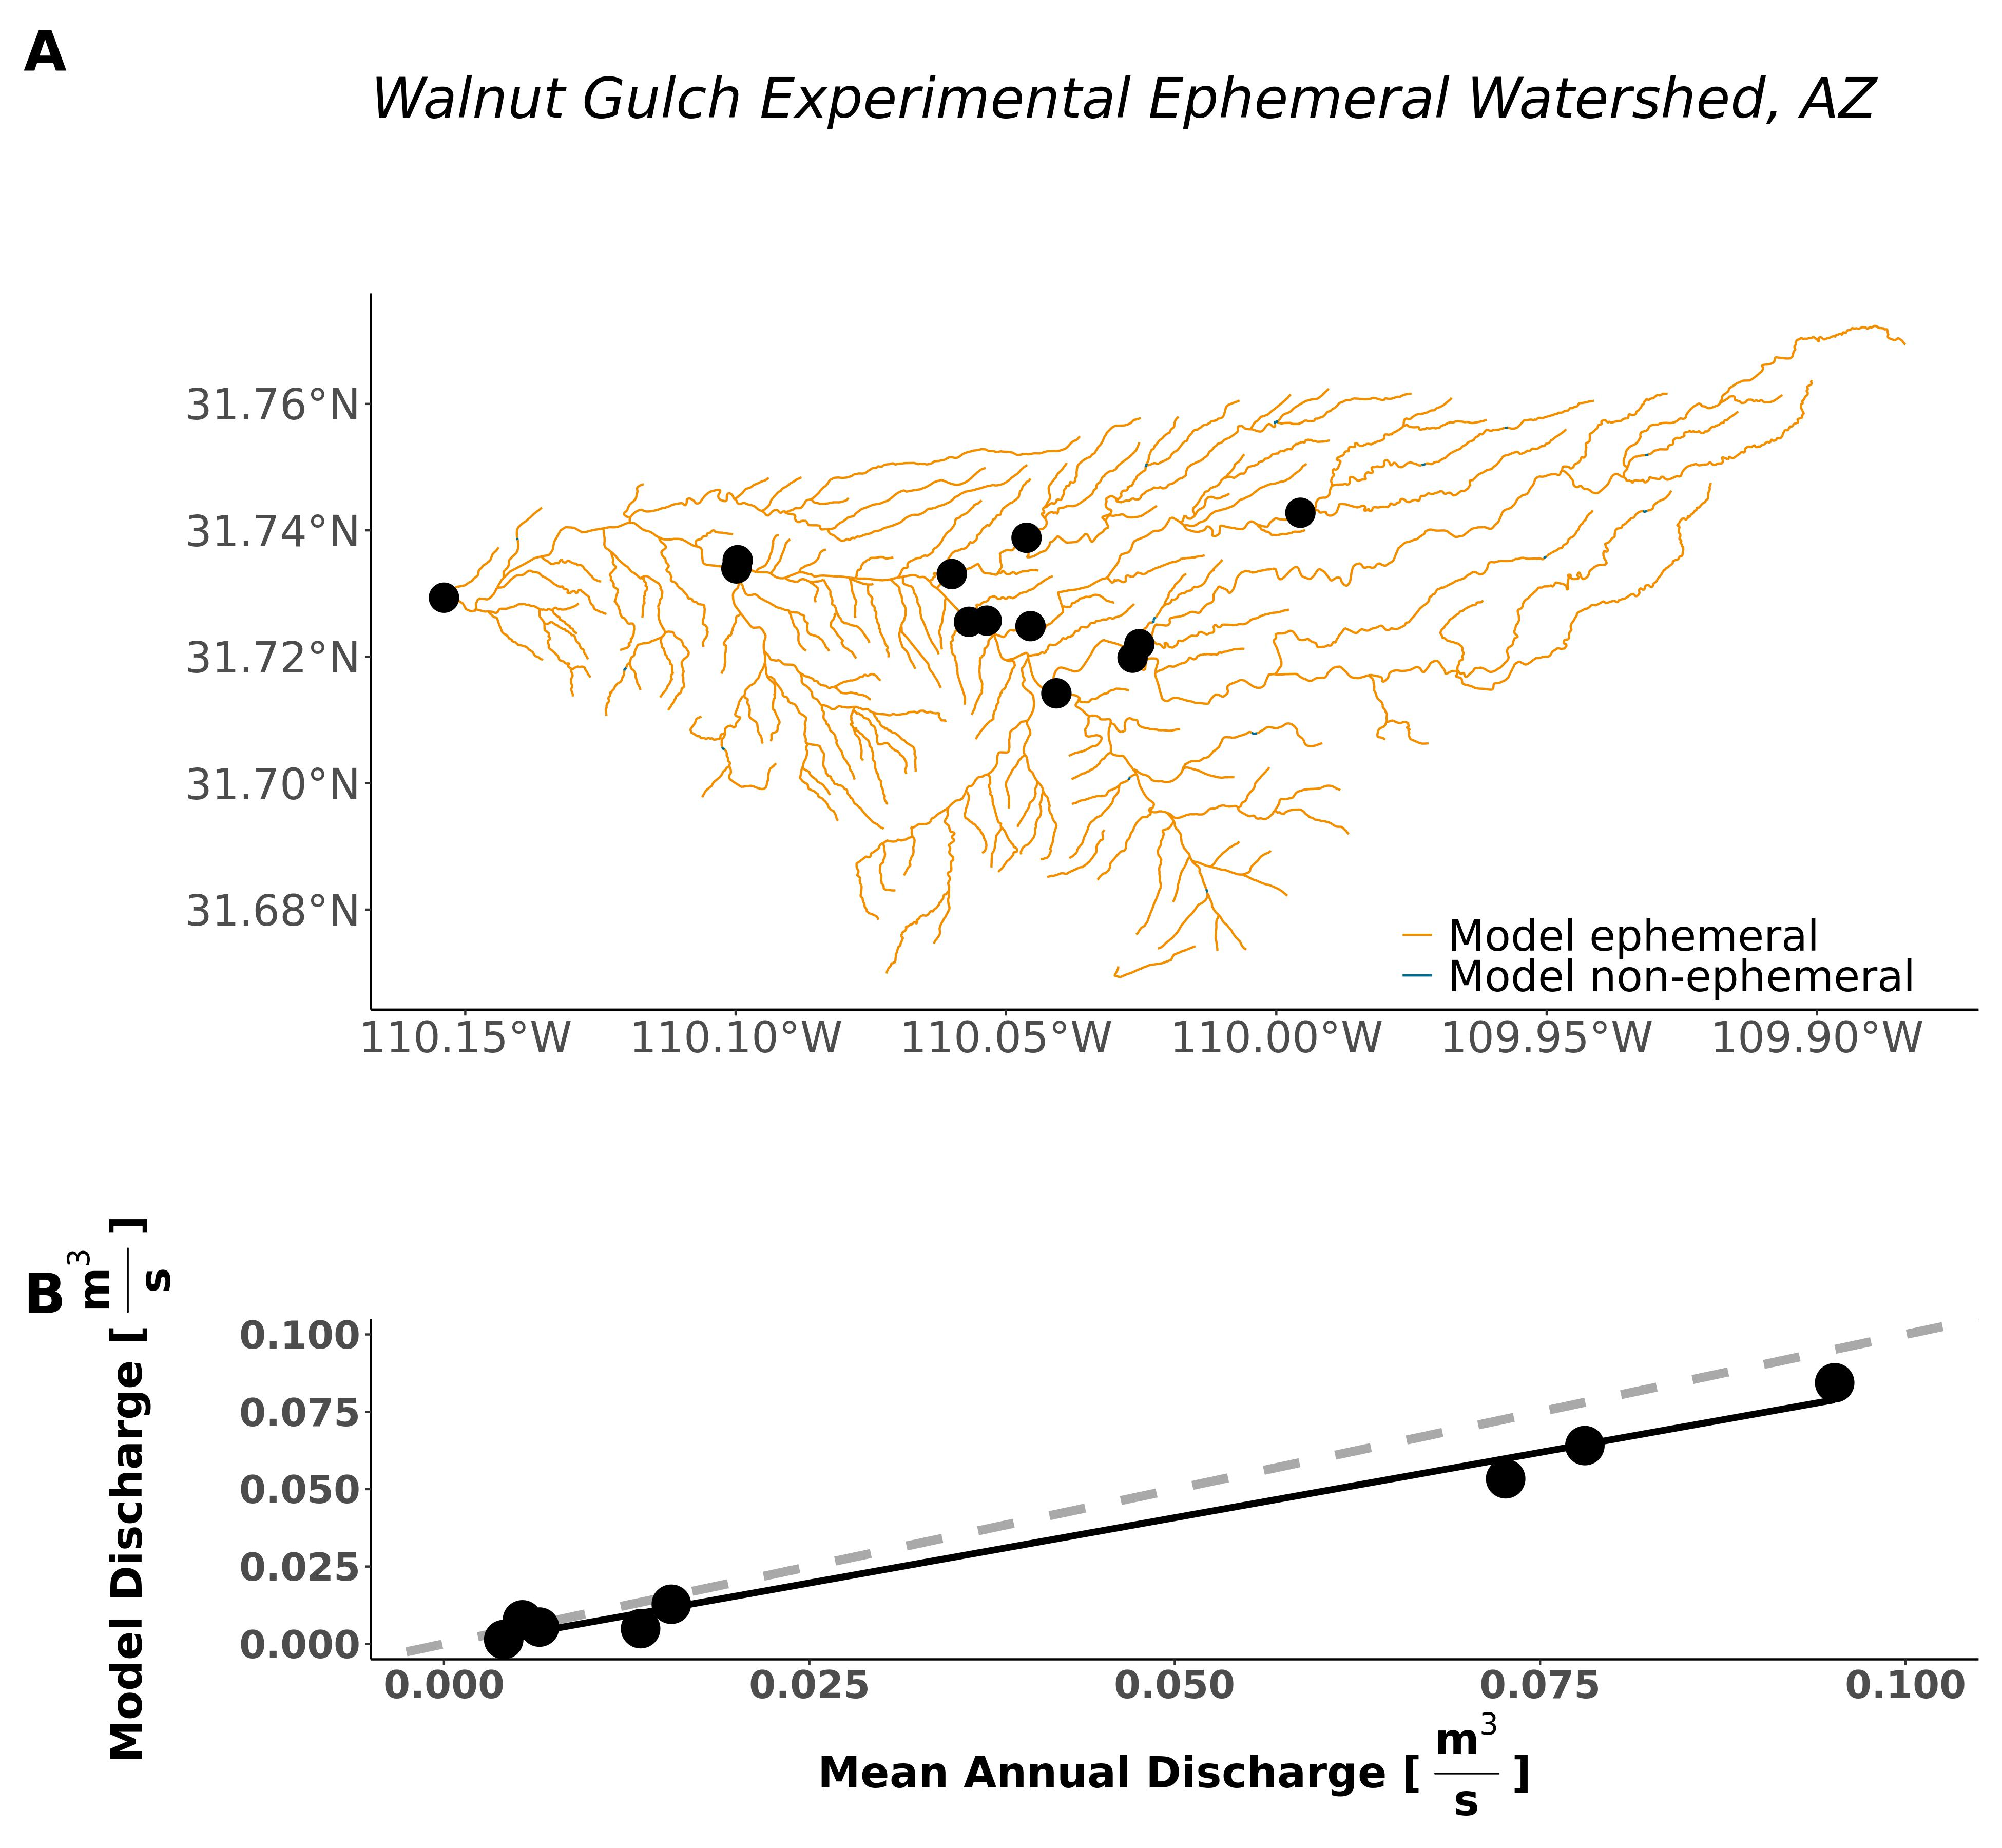 A
Walnut Gulch Experimental Ephemeral Watershed, AZ
31.76°N
31.74°N
31.72°N
31.70°N
31.68°N
Model ephemeral
Model non-ephemeral
110.15°W 110.10°W 110.05°W 110.00°W 109.95°W 109.90°W
B
Model Discharge [ m³/s ]
0.100
0.075
0.050
0.025
0.000
0.000 0.025 0.050 0.075 0.100
Mean Annual Discharge [ m³/s ]